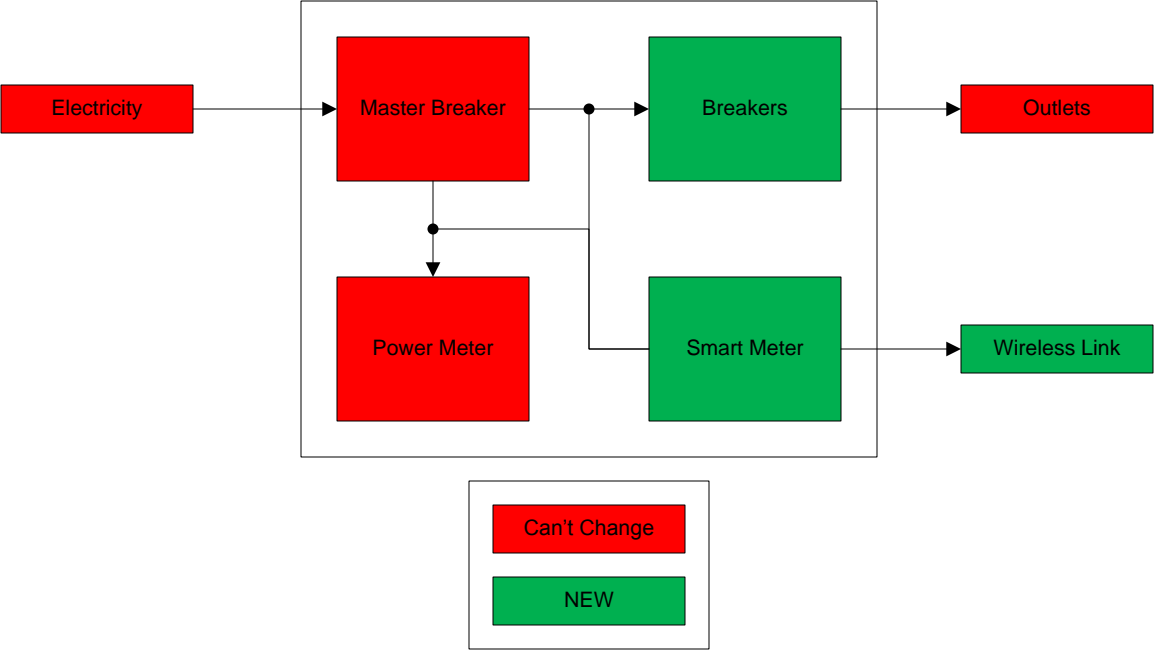 Electricity
Master Breaker
Breakers
Outlets
Power Meter
Smart Meter
Wireless Link
Can’t Change
NEW